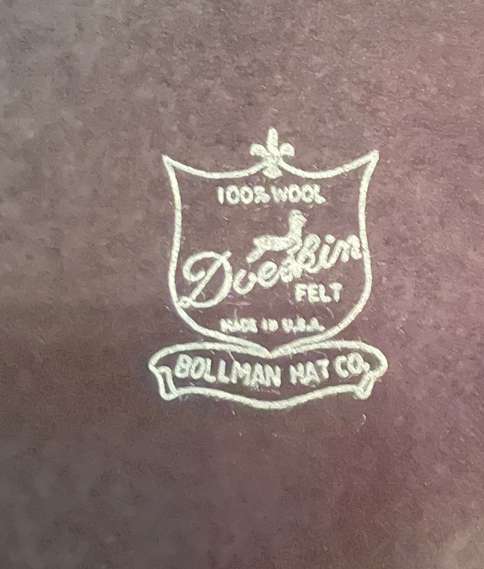 100% WOOL
Doeskin
FELT
MADE IN U.S.A.
BOLLMAN HAT CO.